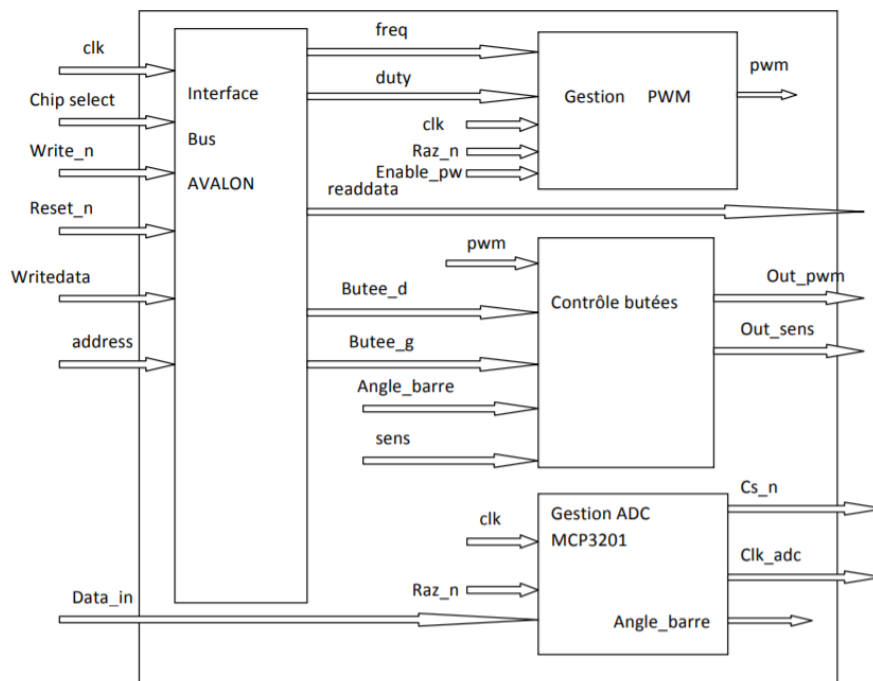 clk
Chip select
Write_n
Reset_n
Writedata
address
Data_in
Interface
Bus
AVALON
freq
duty
clk
Raz_n
Enable_pw
readdata
Gestion PWM
pwm
pwm
Butee_d
Butee_g
Angle_barre
sens
Contrôle butées
Out_pwm
Out_sens
clk
Raz_n
Gestion ADC
MCP3201
Angle_barre
Cs_n
Clk_adc